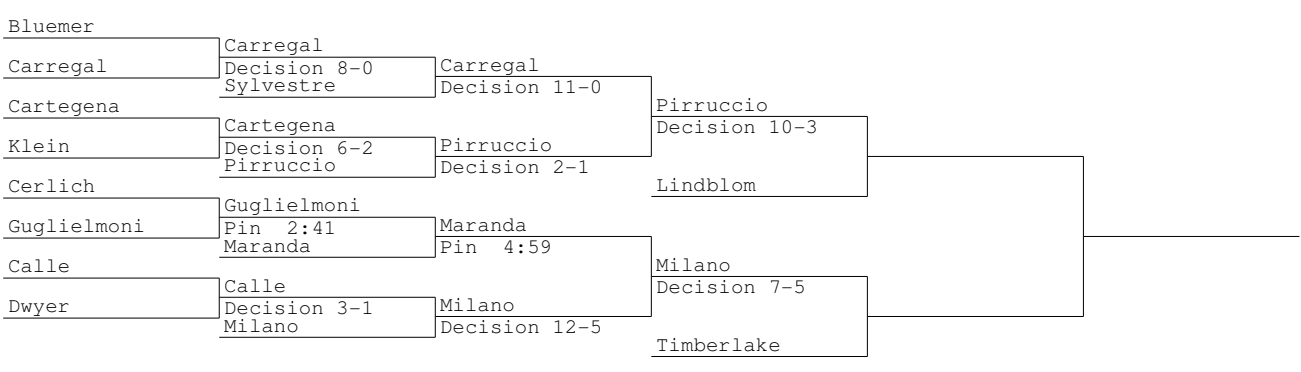 Bluemer
Carregal
Carregal
Decision 8-0
Sylvestre
Carregal
Decision 11-0
Cartegena
Klein
Cartegena
Decision 6-2
Pirruccio
Pirruccio
Decision 2-1
Pirruccio
Decision 10-3
Lindblom
Cerlich
Guglielmoni
Guglielmoni
Pin 2:41
Maranda
Maranda
Pin 4:59
Calle
Dwyer
Calle
Decision 3-1
Milano
Milano
Decision 12-5
Milano
Decision 7-5
Timberlake